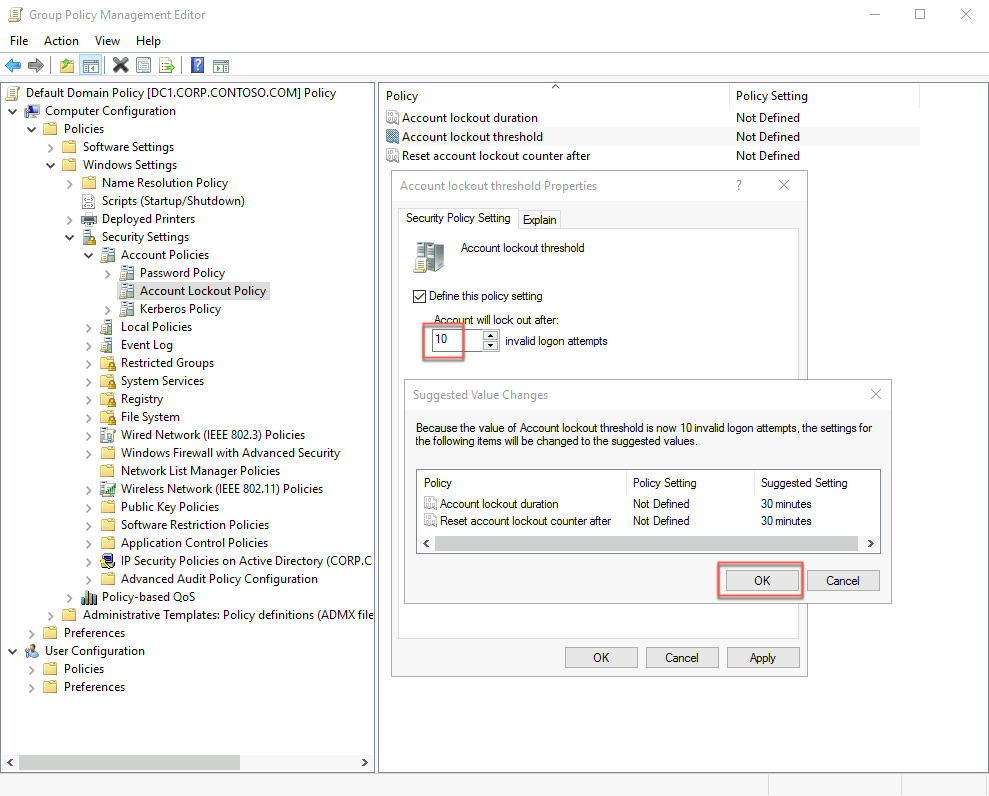 Group Policy Management Editor
File Action View Help
Default Domain Policy [DC1.CORP.CONTOSO.COM] Policy
Computer Configuration
Policies
Software Settings
Windows Settings
Name Resolution Policy
Scripts (Startup/Shutdown)
Deployed Printers
Security Settings
Account Policies
Password Policy
Account Lockout Policy
Kerberos Policy
Local Policies
Event Log
Restricted Groups
System Services
Registry
File System
Wired Network (IEEE 802.3) Policies
Windows Firewall with Advanced Security
Network List Manager Policies
Wireless Network (IEEE 802.11) Policies
Public Key Policies
Software Restriction Policies
Application Control Policies
IP Security Policies on Active Directory (CORP.C
Advanced Audit Policy Configuration
Policy-based QoS
Administrative Templates: Policy definitions (ADMX file
Preferences
User Configuration
Policies
Preferences
Policy Policy Setting
Account lockout duration Not Defined
Account lockout threshold Not Defined
Reset account lockout counter after Not Defined
Account lockout threshold Properties ?
Security Policy Setting Explain
Account lockout threshold
Define this policy setting
Account will lock out after:
10 invalid logon attempts
Suggested Value Changes
Because the value of Account lockout threshold is now 10 invalid logon attempts, the settings for
the following items will be changed to the suggested values.
Policy Policy Setting Suggested Setting
Account lockout duration Not Defined 30 minutes
Reset account lockout counter after Not Defined 30 minutes
OK Cancel
OK Cancel Apply